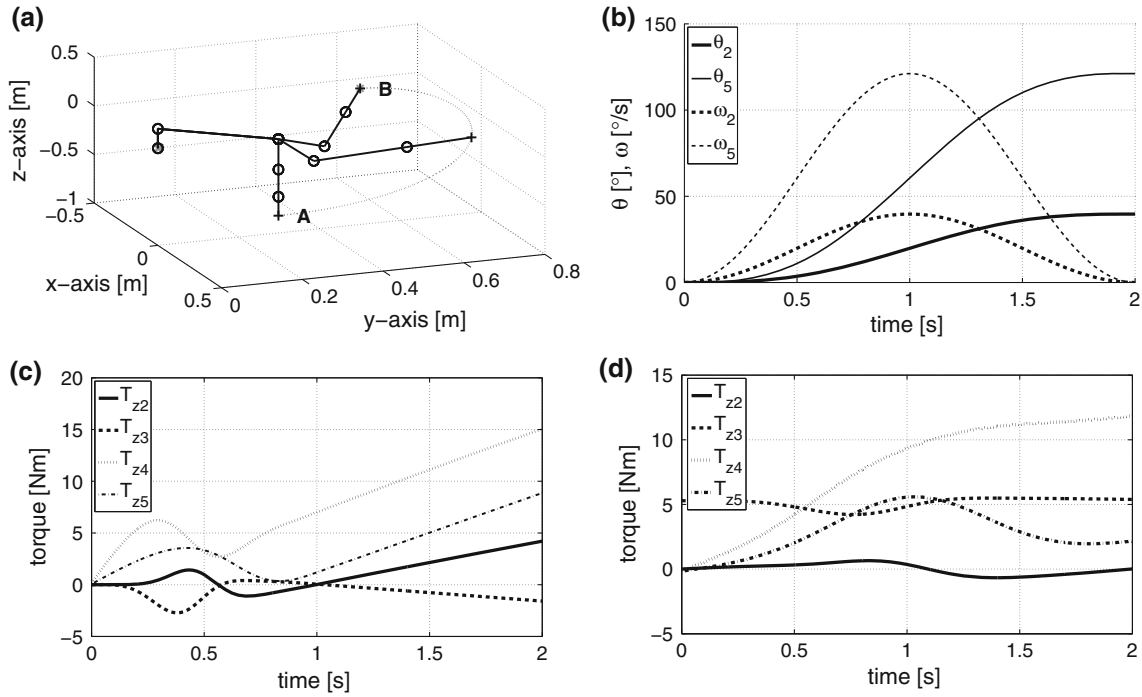 (a)
0.5
0
−0.5
−1
−0.5
0
0.5
z−axis [m]
x−axis [m]
0
0.2
0.4
0.6
0.8
y−axis [m]
A
B
(b)
150
100
50
0
θ [°], ω [°/s]
θ2
θ5
ω2
ω5
0 0.5 1 1.5 2
time [s]
(c)
20
15
10
5
0
−5
torque [Nm]
Tz2
Tz3
Tz4
Tz5
0 0.5 1 1.5 2
time [s]
(d)
15
10
5
0
−5
torque [Nm]
Tz2
Tz3
Tz4
Tz5
0 0.5 1 1.5 2
time [s]